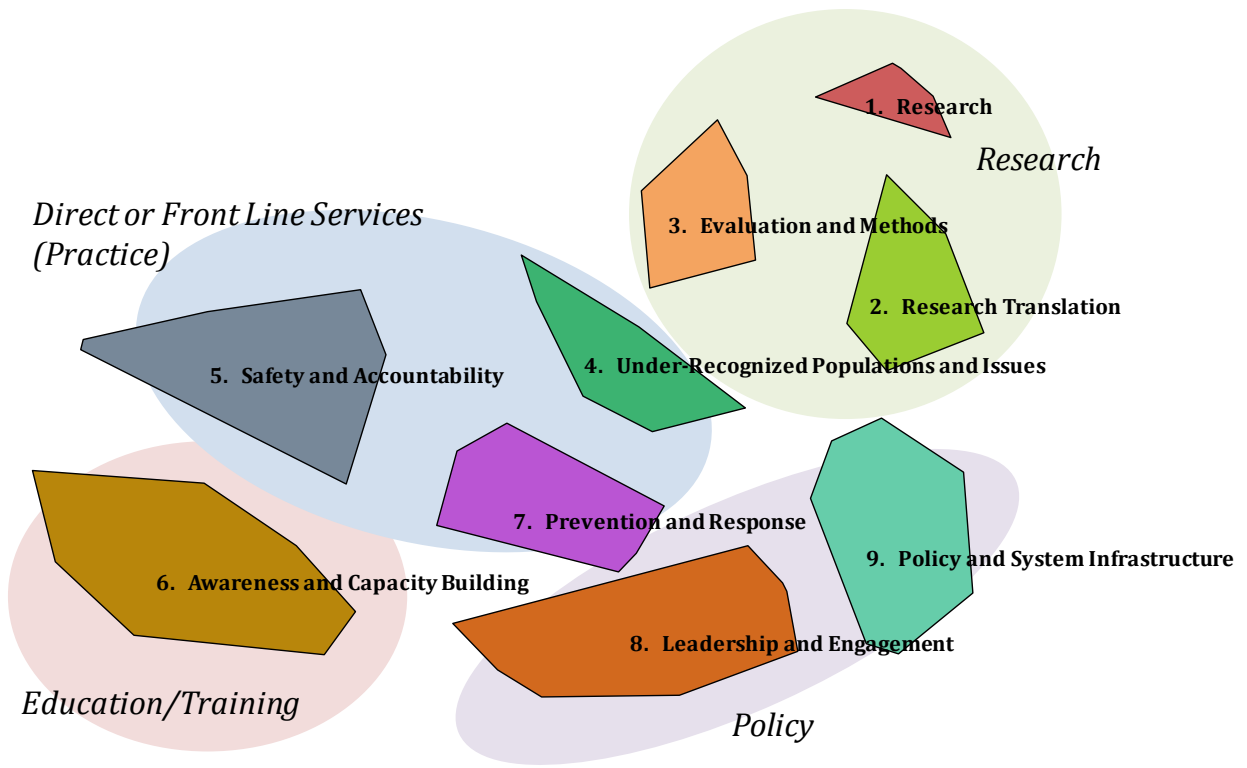 1. Research
Research
Direct or Front Line Services
(Practice)
3. Evaluation and Methods
2. Research Translation
4. Under-Recognized Populations and Issues
5. Safety and Accountability
7. Prevention and Response
9. Policy and System Infrastructure
6. Awareness and Capacity Building
8. Leadership and Engagement
Education/Training
Policy